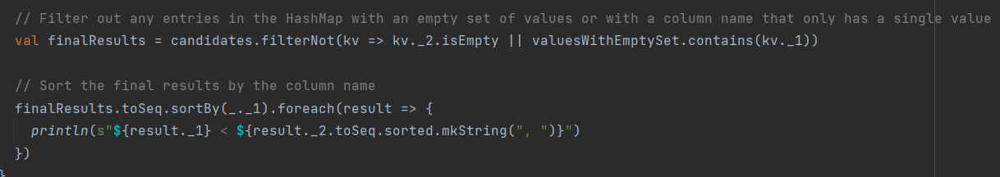 // Filter out any entries in the HashMap with an empty set of values or with a column name that only has a single value
var finalResults = candidates.filterNot(kv => kv._2.isEmpty || valuesWithEmptySet.contains(kv._1))
// Sort the final results by the column name
finalResults.toSeq.sortBy(_._1).foreach(result => {
println(s"${result._1} < ${result._2.toSeq.sorted.mkString(", ")}")
})
}